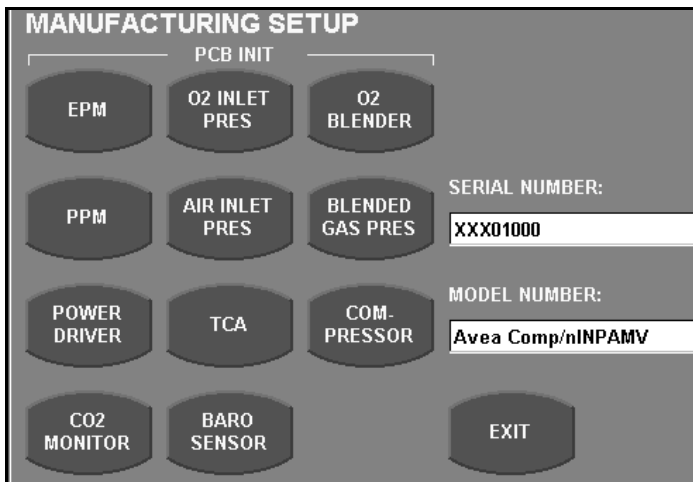 MANUFACTURING SETUP
PCB INIT
EPM
O2 INLET
PRES
O2
BLENDER
PPM
AIR INLET
PRES
BLENDED
GAS PRES
SERIAL NUMBER:
XXX01000
POWER
DRIVER
TCA
COM-
PRESSOR
MODEL NUMBER:
Avea Comp/nINPAMV
CO2
MONITOR
BARO
SENSOR
EXIT